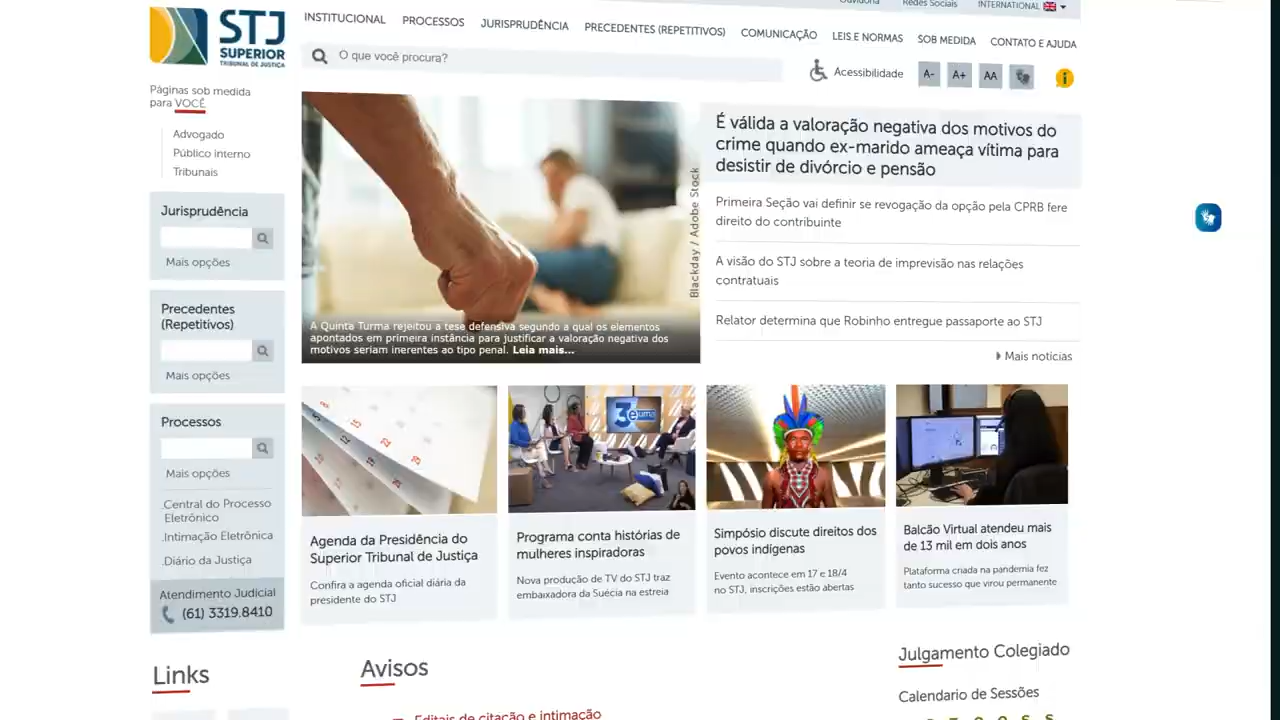 Ouvidoria
Redes Sociais
INTERNATIONAL
STJ
SUPERIOR
TRIBUNAL DE JUSTIÇA
INSTITUCIONAL
PROCESSOS
JURISPRUDÊNCIA
PRECEDENTES (REPETITIVOS)
COMUNICAÇÃO
LEIS E NORMAS
SOB MEDIDA
CONTATO E AJUDA
O que você procura?
Acessibilidade
A-
A+
AA
i
Páginas sob medida
para VOCÊ
Advogado
Público interno
Tribunais
Jurisprudência
Mais opções
Precedentes
(Repetitivos)
Mais opções
Processos
Mais opções
.Central do Processo
Eletrônico
.Intimação Eletrônica
.Diário da Justiça
Atendimento Judicial
(61) 3319.8410
Blackday / Adobe Stock
A Quinta Turma rejeitou a tese defensiva segundo a qual os elementos
apontados em primeira instância para justificar a valoração negativa dos
motivos seriam inerentes ao tipo penal. Leia mais...
É válida a valoração negativa dos motivos do
crime quando ex-marido ameaça vítima para
desistir de divórcio e pensão
Primeira Seção vai definir se revogação da opção pela CPRB fere
direito do contribuinte
A visão do STJ sobre a teoria de imprevisão nas relações
contratuais
Relator determina que Robinho entregue passaporte ao STJ
Mais notícias
Agenda da Presidência do
Superior Tribunal de Justiça
Confira a agenda oficial diária da
presidente do STJ
3
Programa conta histórias de
mulheres inspiradoras
Nova produção de TV do STJ traz
embaixadora da Suécia na estreia
Simpósio discute direitos dos
povos indígenas
Evento acontece em 17 e 18/4
no STJ, inscrições estão abertas
Balcão Virtual atendeu mais
de 13 mil em dois anos
Plataforma criada na pandemia fez
tanto sucesso que virou permanente
Links
Avisos
Editais de citação e intimação
Julgamento Colegiado
Calendario de Sessões